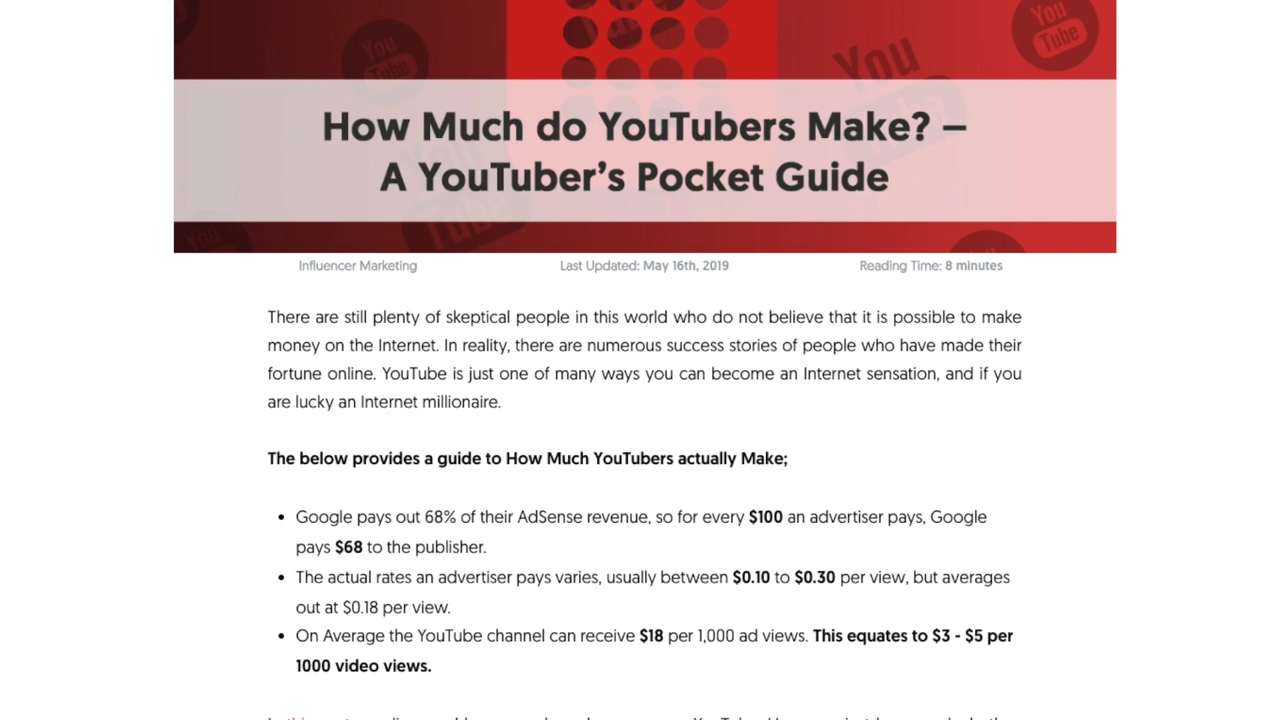 You
Tube
You
Tube
You
Tube
How Much do YouTubers Make? –
A YouTuber's Pocket Guide
Tube
You
Influencer Marketing
Last Updated: May 16th, 2019
Reading Time: 8 minutes
There are still plenty of skeptical people in this world who do not believe that it is possible to make
money on the Internet. In reality, there are numerous success stories of people who have made their
fortune online. YouTube is just one of many ways you can become an Internet sensation, and if you
are lucky an Internet millionaire.
The below provides a guide to How Much YouTubers actually Make;
• Google pays out 68% of their AdSense revenue, so for every $100 an advertiser pays, Google
pays $68 to the publisher.
• The actual rates an advertiser pays varies, usually between $0.10 to $0.30 per view, but averages
out at $0.18 per view.
• On Average the YouTube channel can receive $18 per 1,000 ad views. This equates to $3 - $5 per
1000 video views.